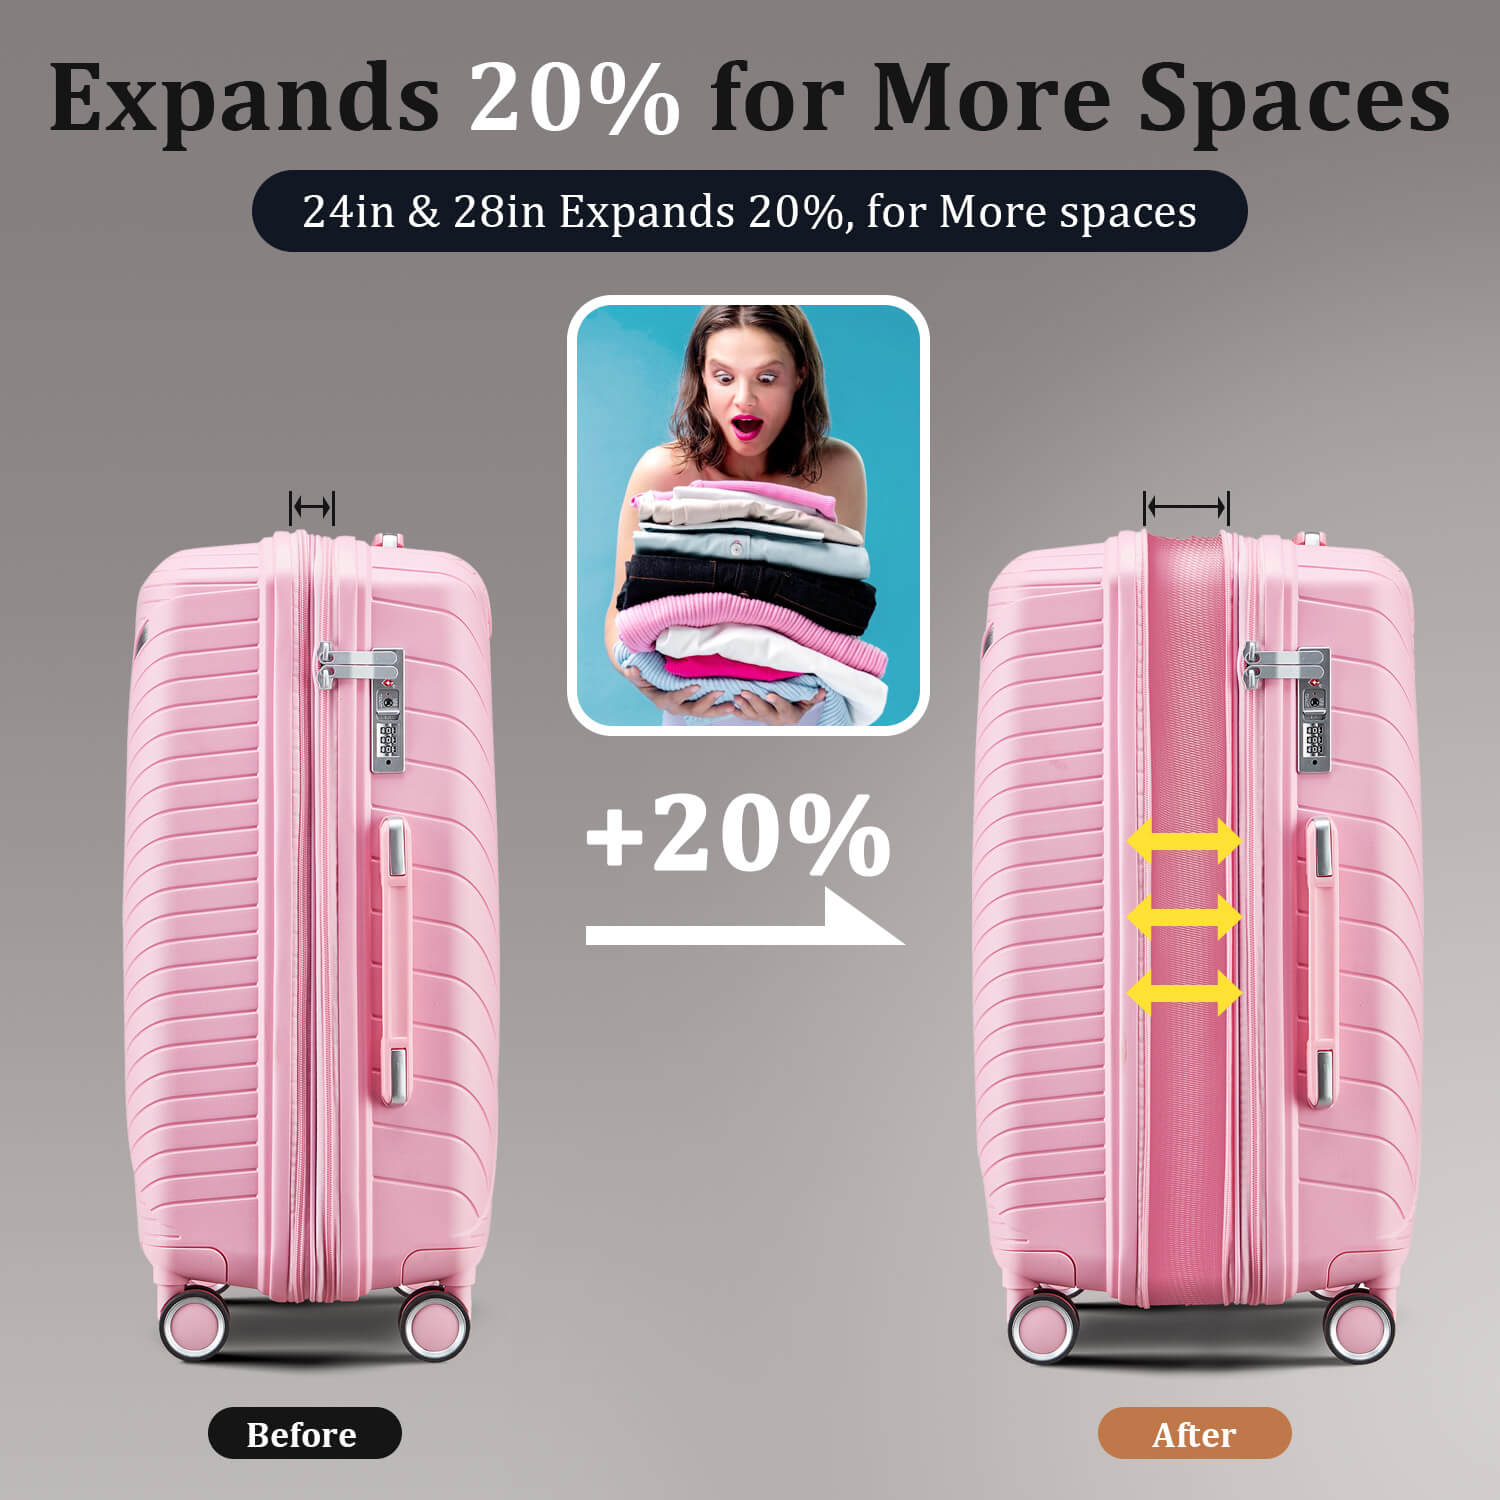 Expands 20% for More Spaces
24in & 28in Expands 20%, for More spaces
+20%
Before
After